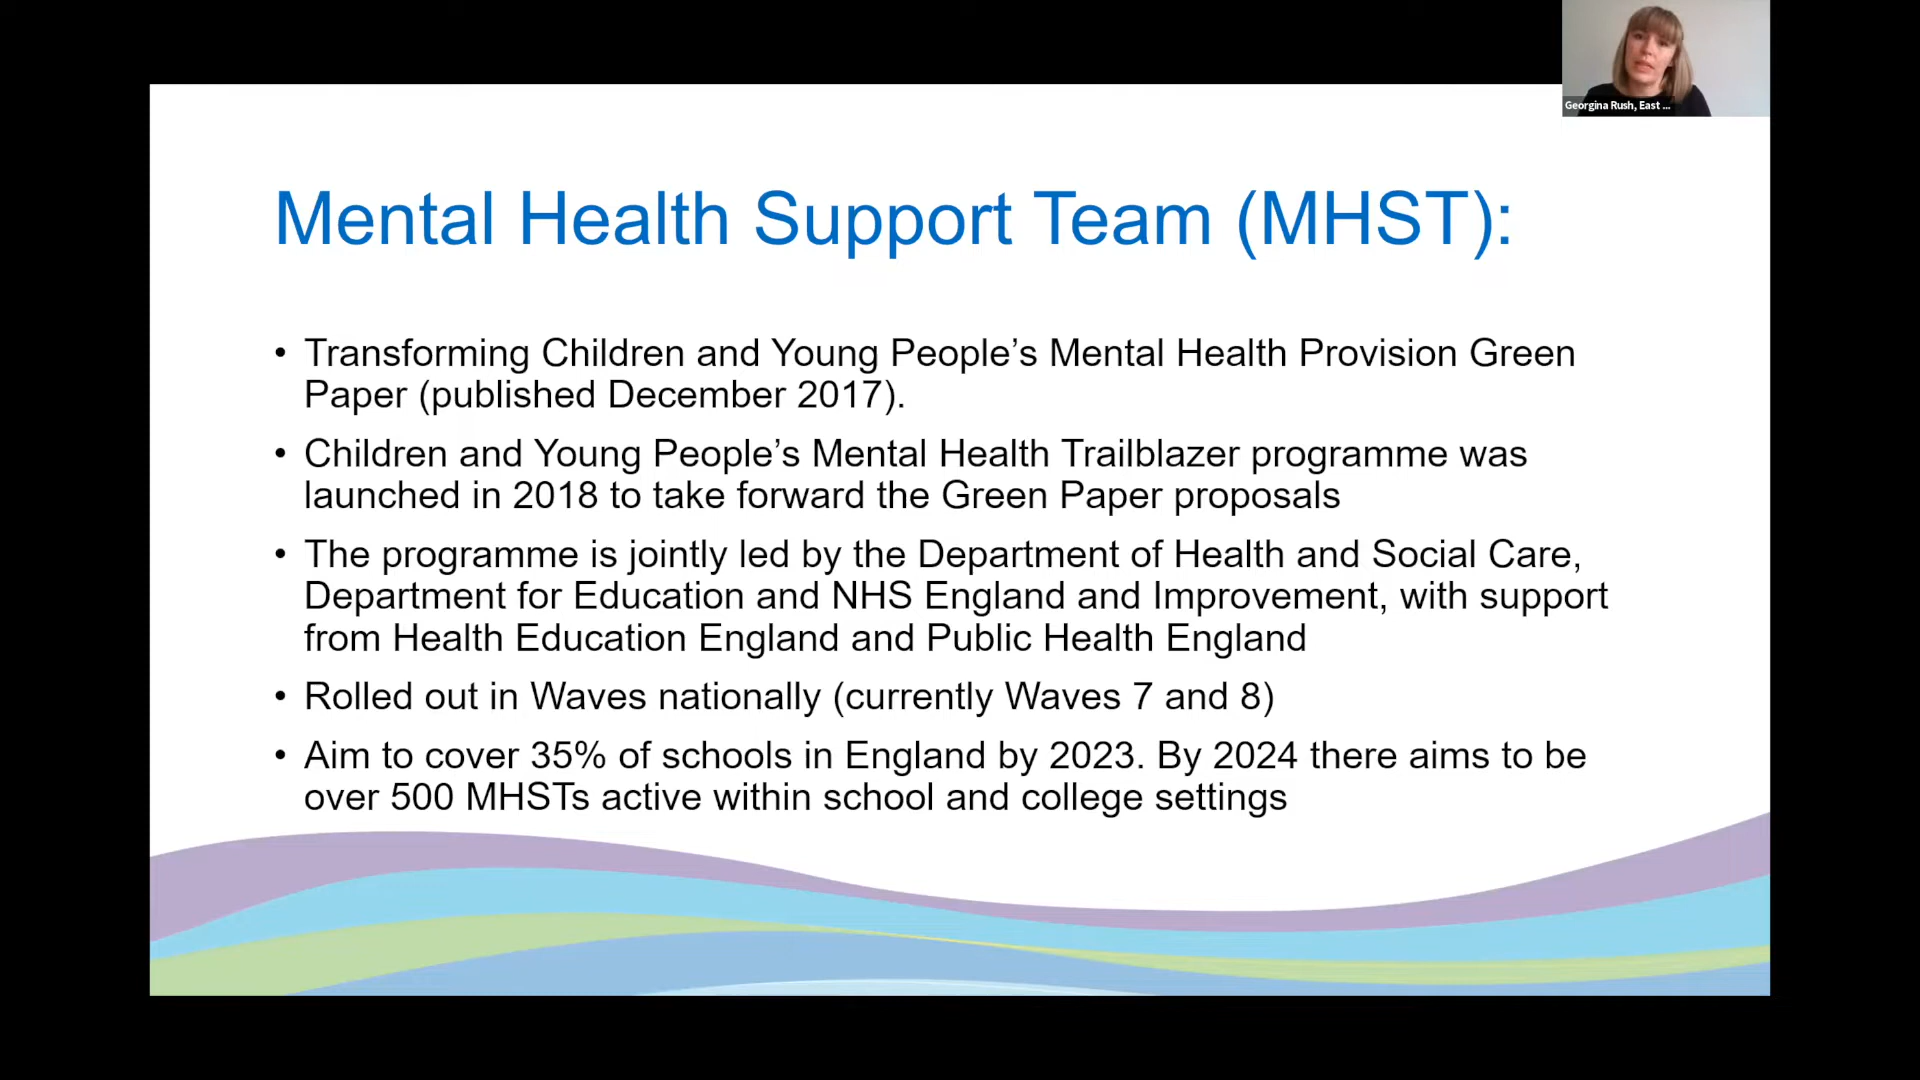 Georgina Rush, East ...
Mental Health Support Team (MHST):
• Transforming Children and Young People’s Mental Health Provision Green
Paper (published December 2017).
• Children and Young People’s Mental Health Trailblazer programme was
launched in 2018 to take forward the Green Paper proposals
• The programme is jointly led by the Department of Health and Social Care,
Department for Education and NHS England and Improvement, with support
from Health Education England and Public Health England
• Rolled out in Waves nationally (currently Waves 7 and 8)
• Aim to cover 35% of schools in England by 2023. By 2024 there aims to be
over 500 MHSTs active within school and college settings